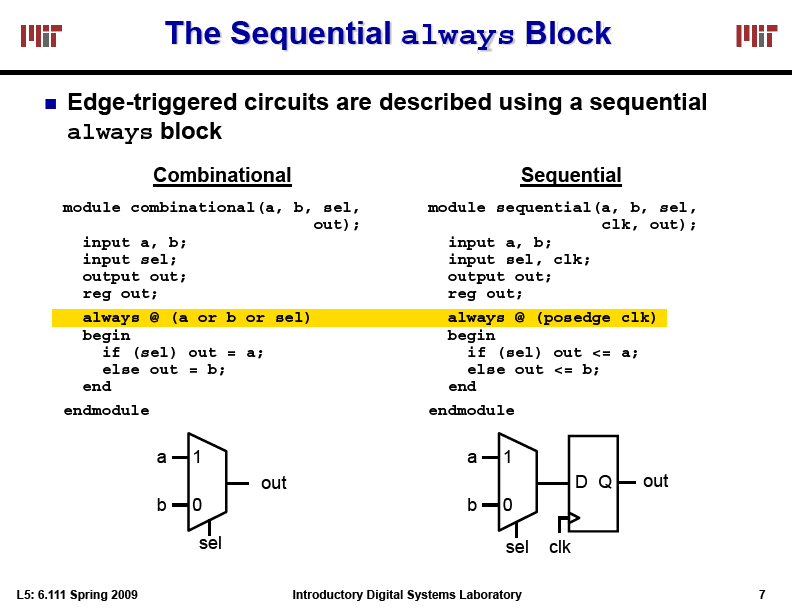 The Sequential always Block
Edge-triggered circuits are described using a sequential
always block
Combinational
module combinational(a, b, sel,
out);
input a, b;
input sel;
output out;
reg out;
always @ (a or b or sel)
begin
if (sel) out = a;
else out = b;
end
endmodule
a
1
b
0
out
sel
Sequential
module sequential(a, b, sel,
clk, out);
input a, b;
input sel, clk;
output out;
reg out;
always @ (posedge clk)
begin
if (sel) out <= a;
else out <= b;
end
endmodule
a
1
b
0
D Q
out
sel
clk
L5: 6.111 Spring 2009
Introductory Digital Systems Laboratory
7